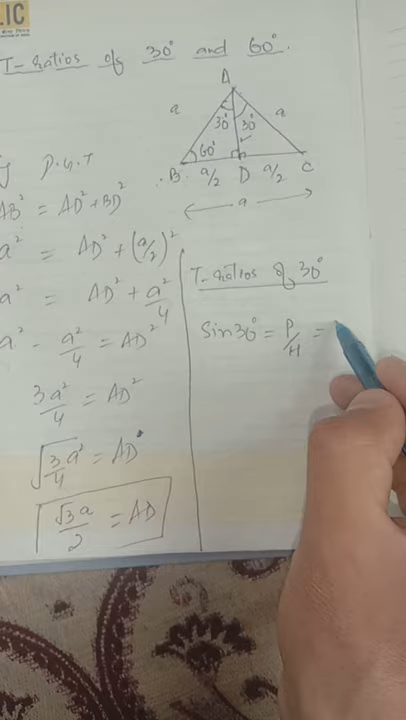 LIC
T-ratios of 30° and 60°.
A
a a
30° 30°
60°
B a/2 D a/2 C
a
P.G.T
AB² = AD² + BD²
a² = AD² + (a/2)²
a² = AD² + a²/4
a² - a²/4 = AD²
3a²/4 = AD²
√3/4 a² = AD
√3a/2 = AD
T-ratios of 30°
Sin30° = P/H =